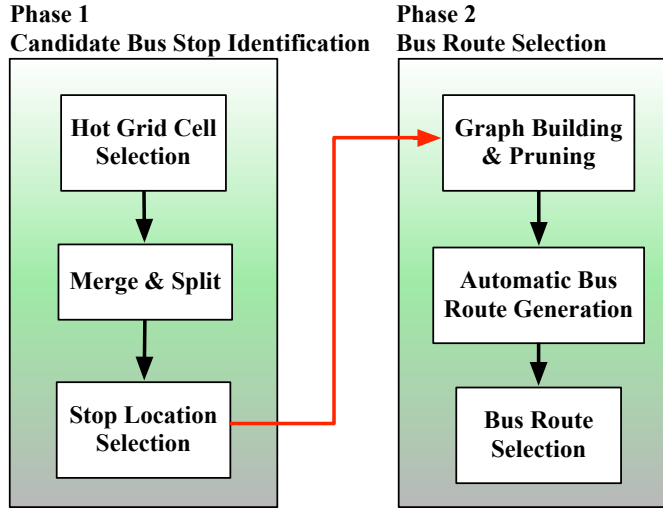 Phase 1
Candidate Bus Stop Identification
Hot Grid Cell
Selection
Merge & Split
Stop Location
Selection
Phase 2
Bus Route Selection
Graph Building
& Pruning
Automatic Bus
Route Generation
Bus Route
Selection